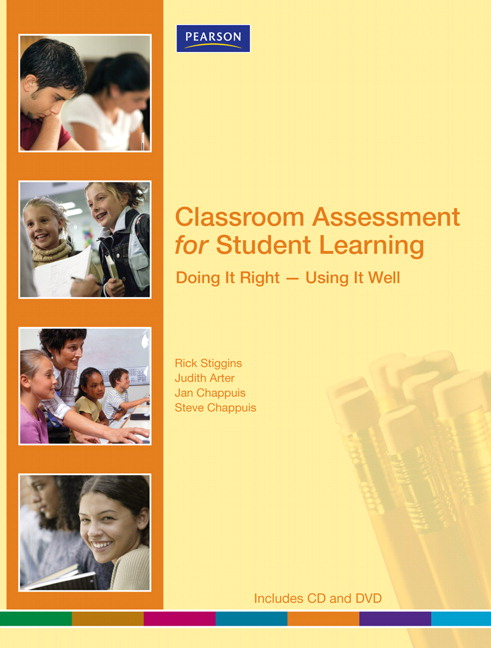 PEARSON
Classroom Assessment
for Student Learning
Doing It Right — Using It Well
Rick Stiggins
Judith Arter
Jan Chappuis
Steve Chappuis
Includes CD and DVD